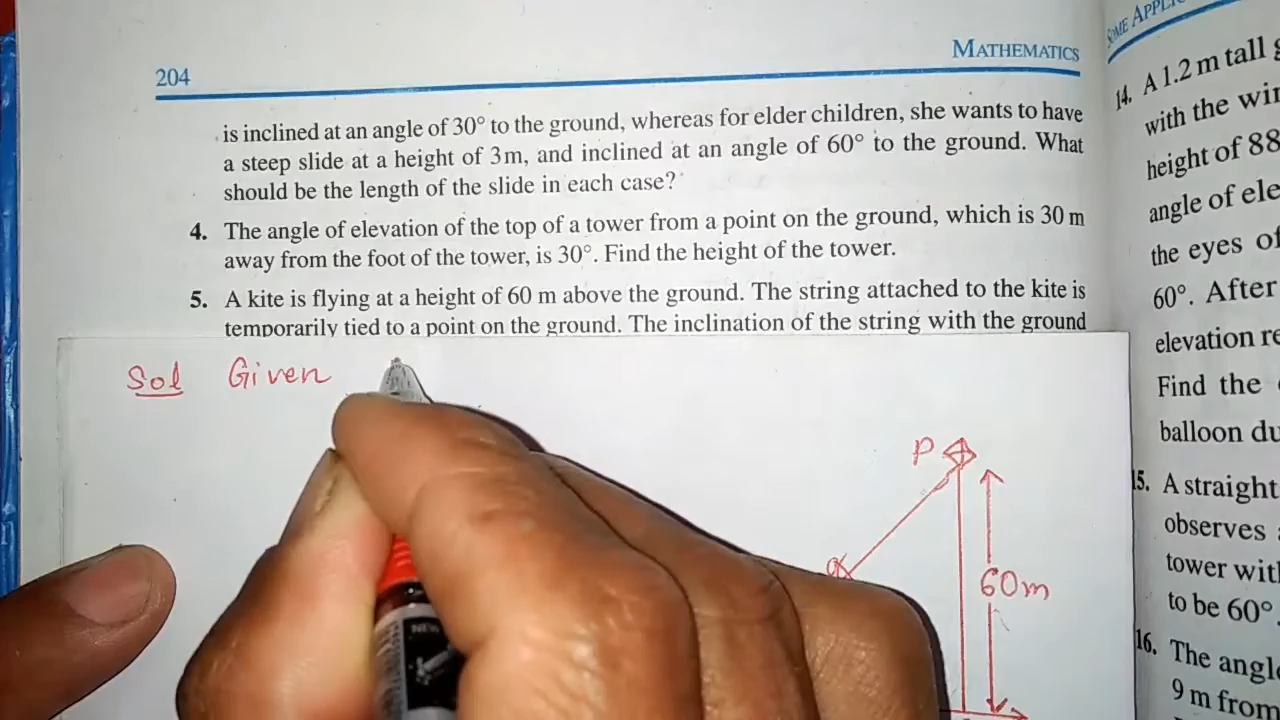 204
MATHEMATICS
is inclined at an angle of 30° to the ground, whereas for elder children, she wants to have
a steep slide at a height of 3m, and inclined at an angle of 60° to the ground. What
should be the length of the slide in each case?
4. The angle of elevation of the top of a tower from a point on the ground, which is 30 m
away from the foot of the tower, is 30°. Find the height of the tower.
5. A kite is flying at a height of 60 m above the ground. The string attached to the kite is
temporarily tied to a point on the ground. The inclination of the string with the ground
Sol Given
P
60m
NEW
SOME
14. A 1.2 m tall
with the
height of 88
angle of
the eyes
60°. After
elevation
Find the
balloon
15. A straight
observes
tower
to be 60°.
16. The
9 m from